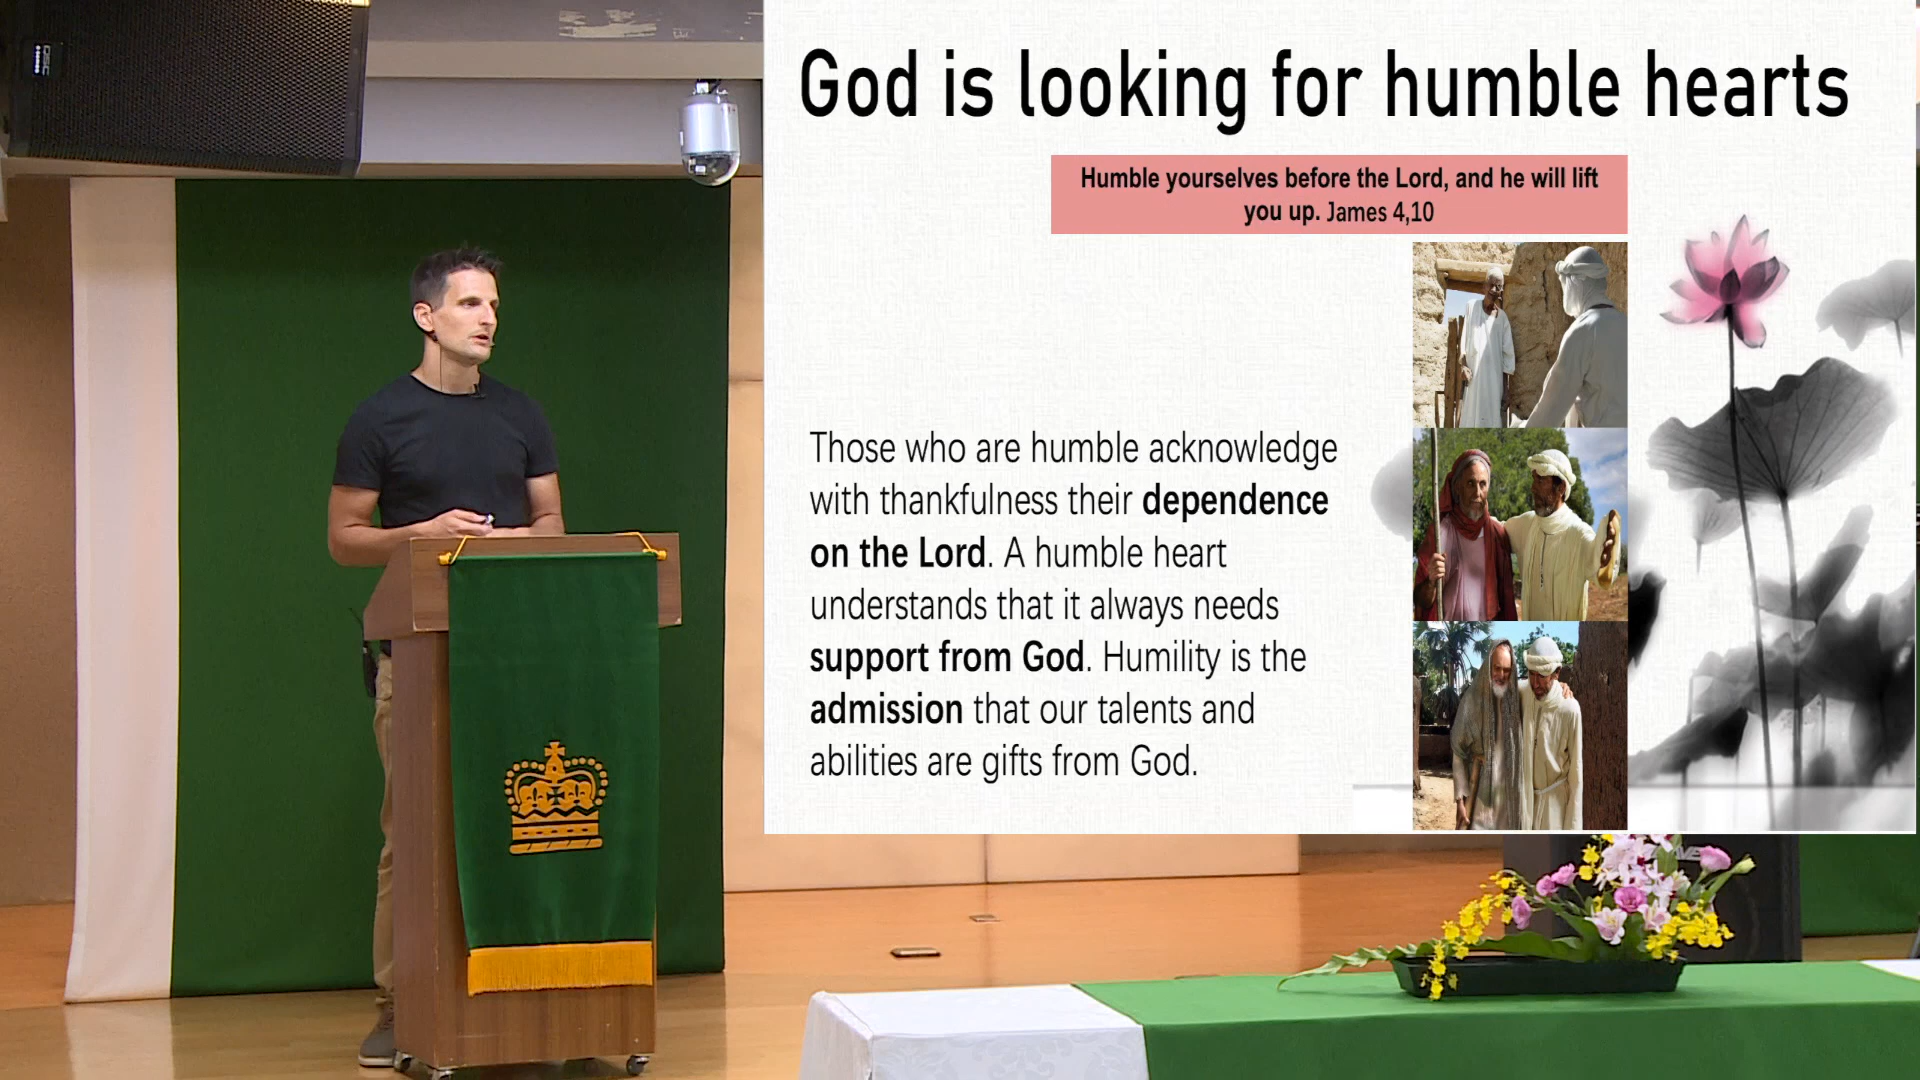 QSC
God is looking for humble hearts
Humble yourselves before the Lord, and he will lift
you up. James 4,10
Those who are humble acknowledge
with thankfulness their dependence
on the Lord. A humble heart
understands that it always needs
support from God. Humility is the
admission that our talents and
abilities are gifts from God.